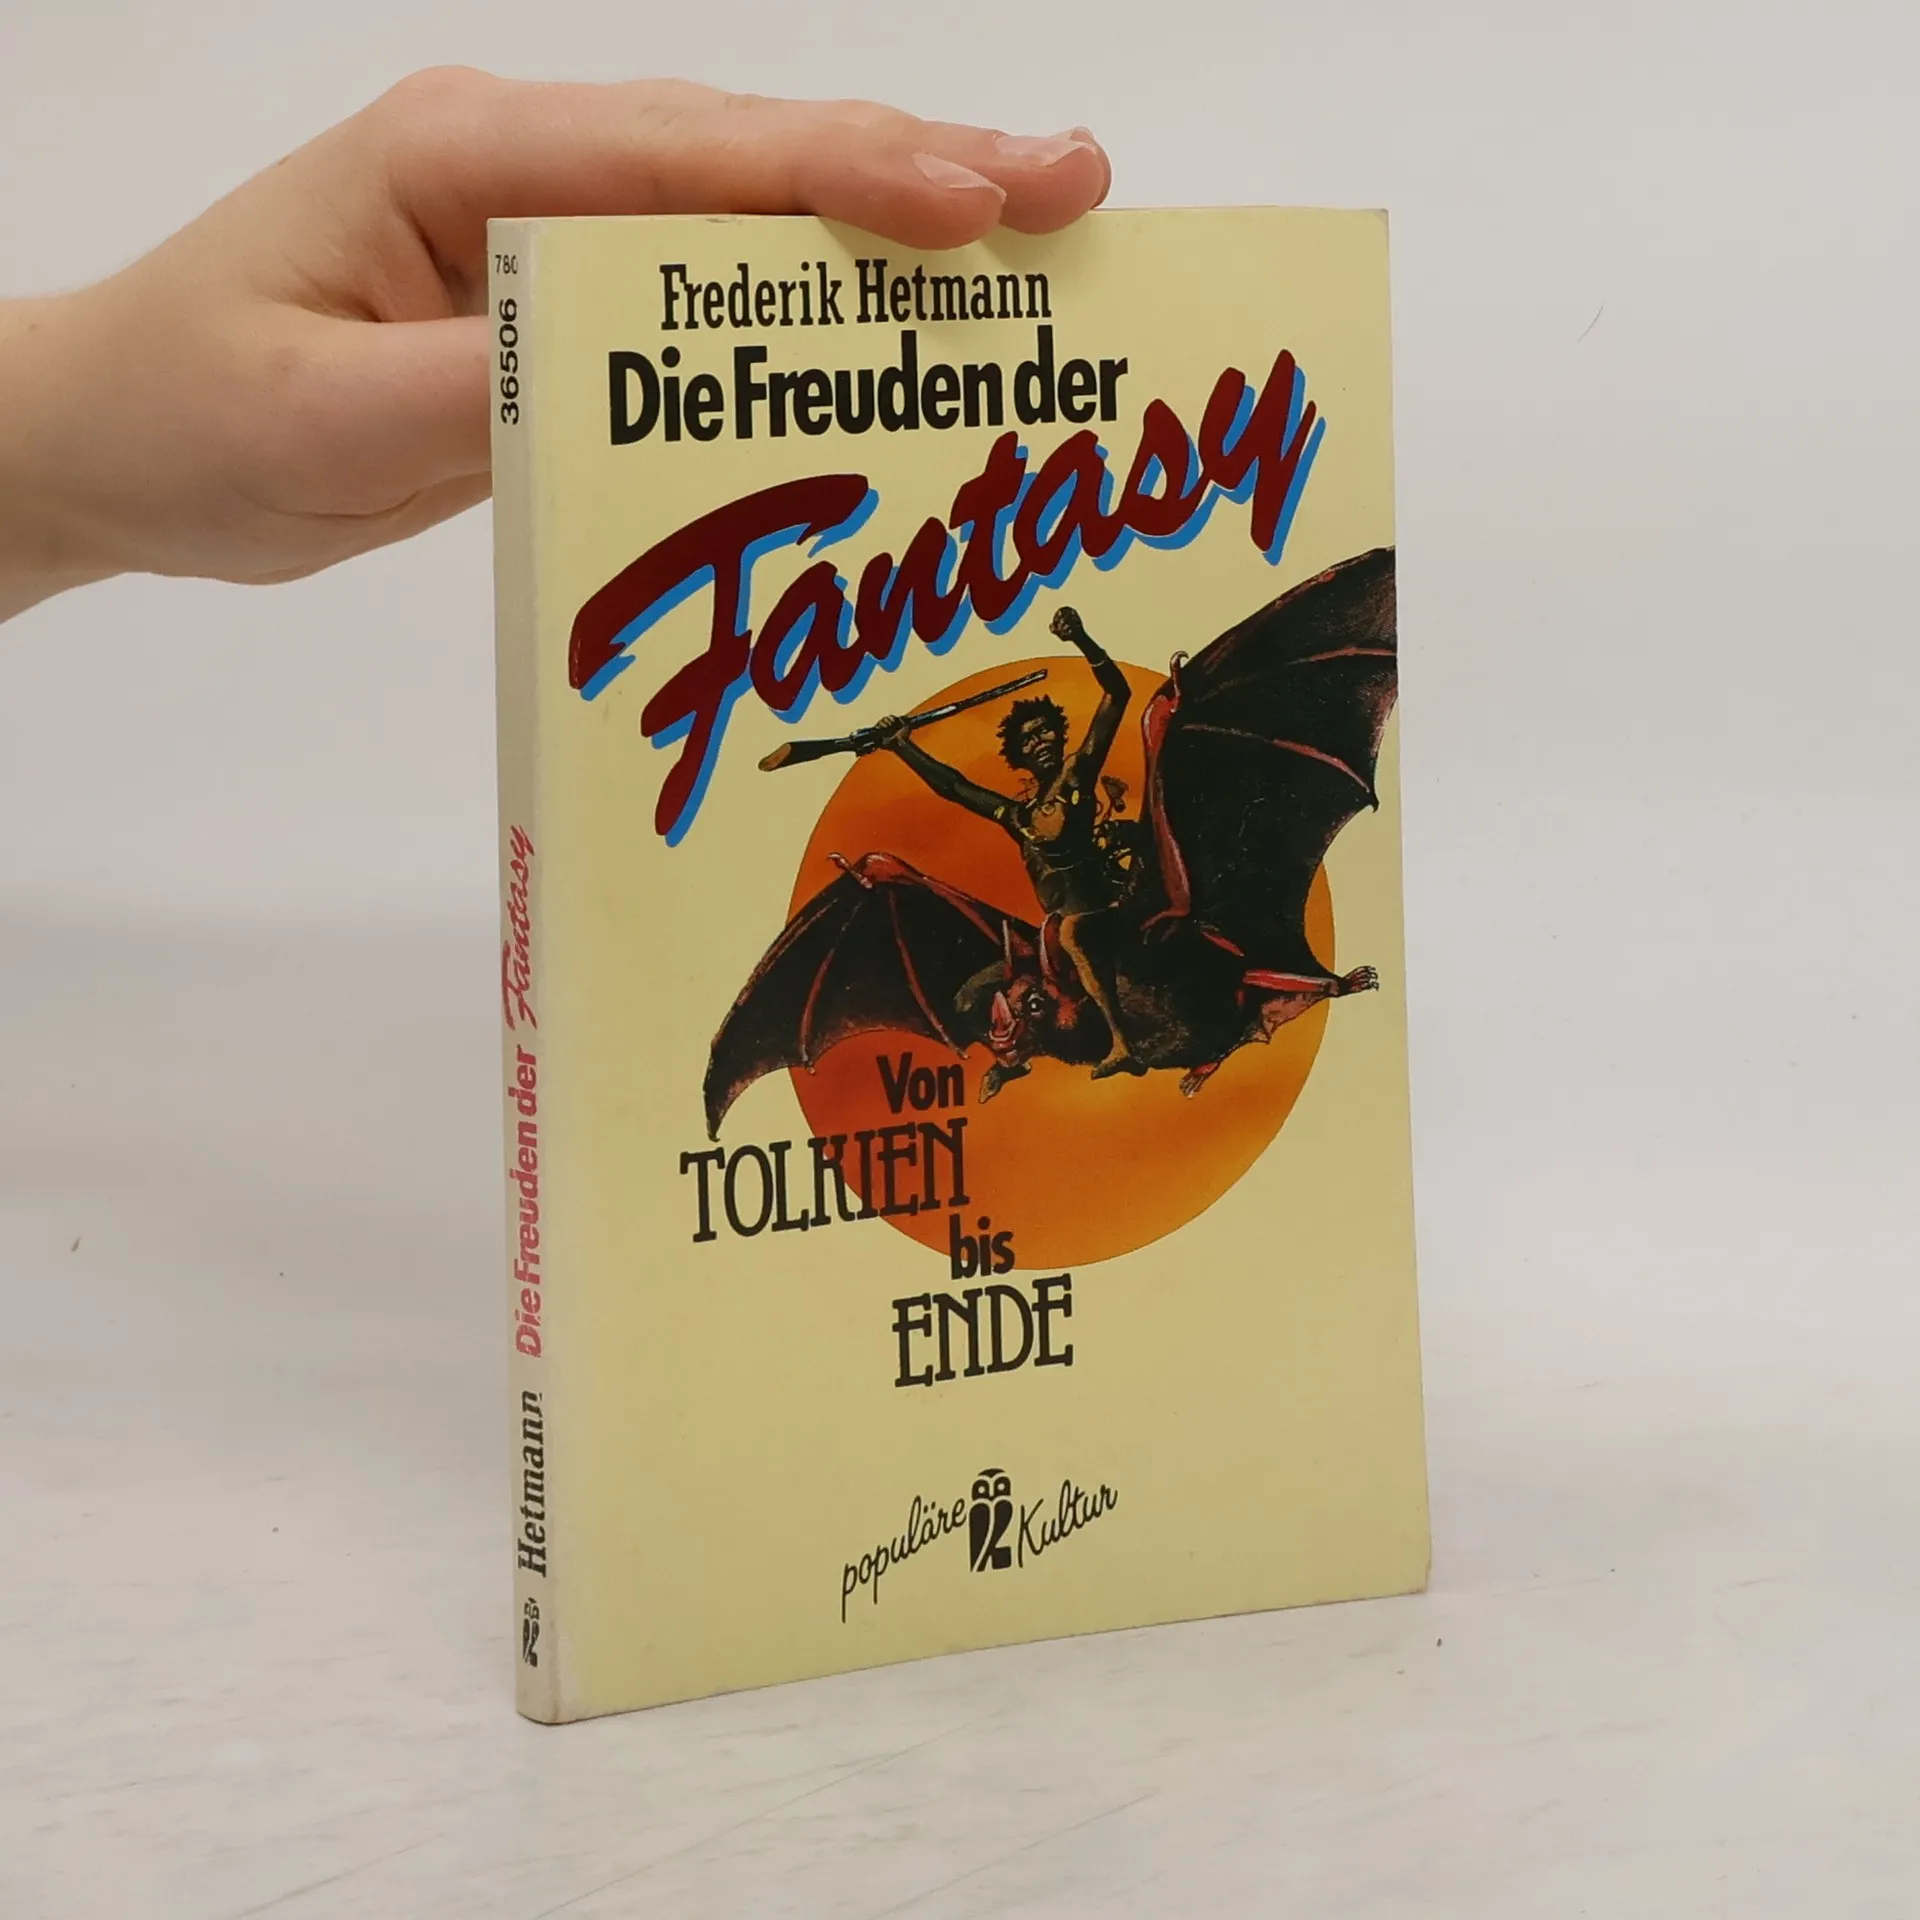 Frederik Hetmann
Die Freuden der
Fantasy
Von
TOLKIEN
bis
ENDE
populäre Kultur
780
36506
Hetmann Die Freuden der Fantasy